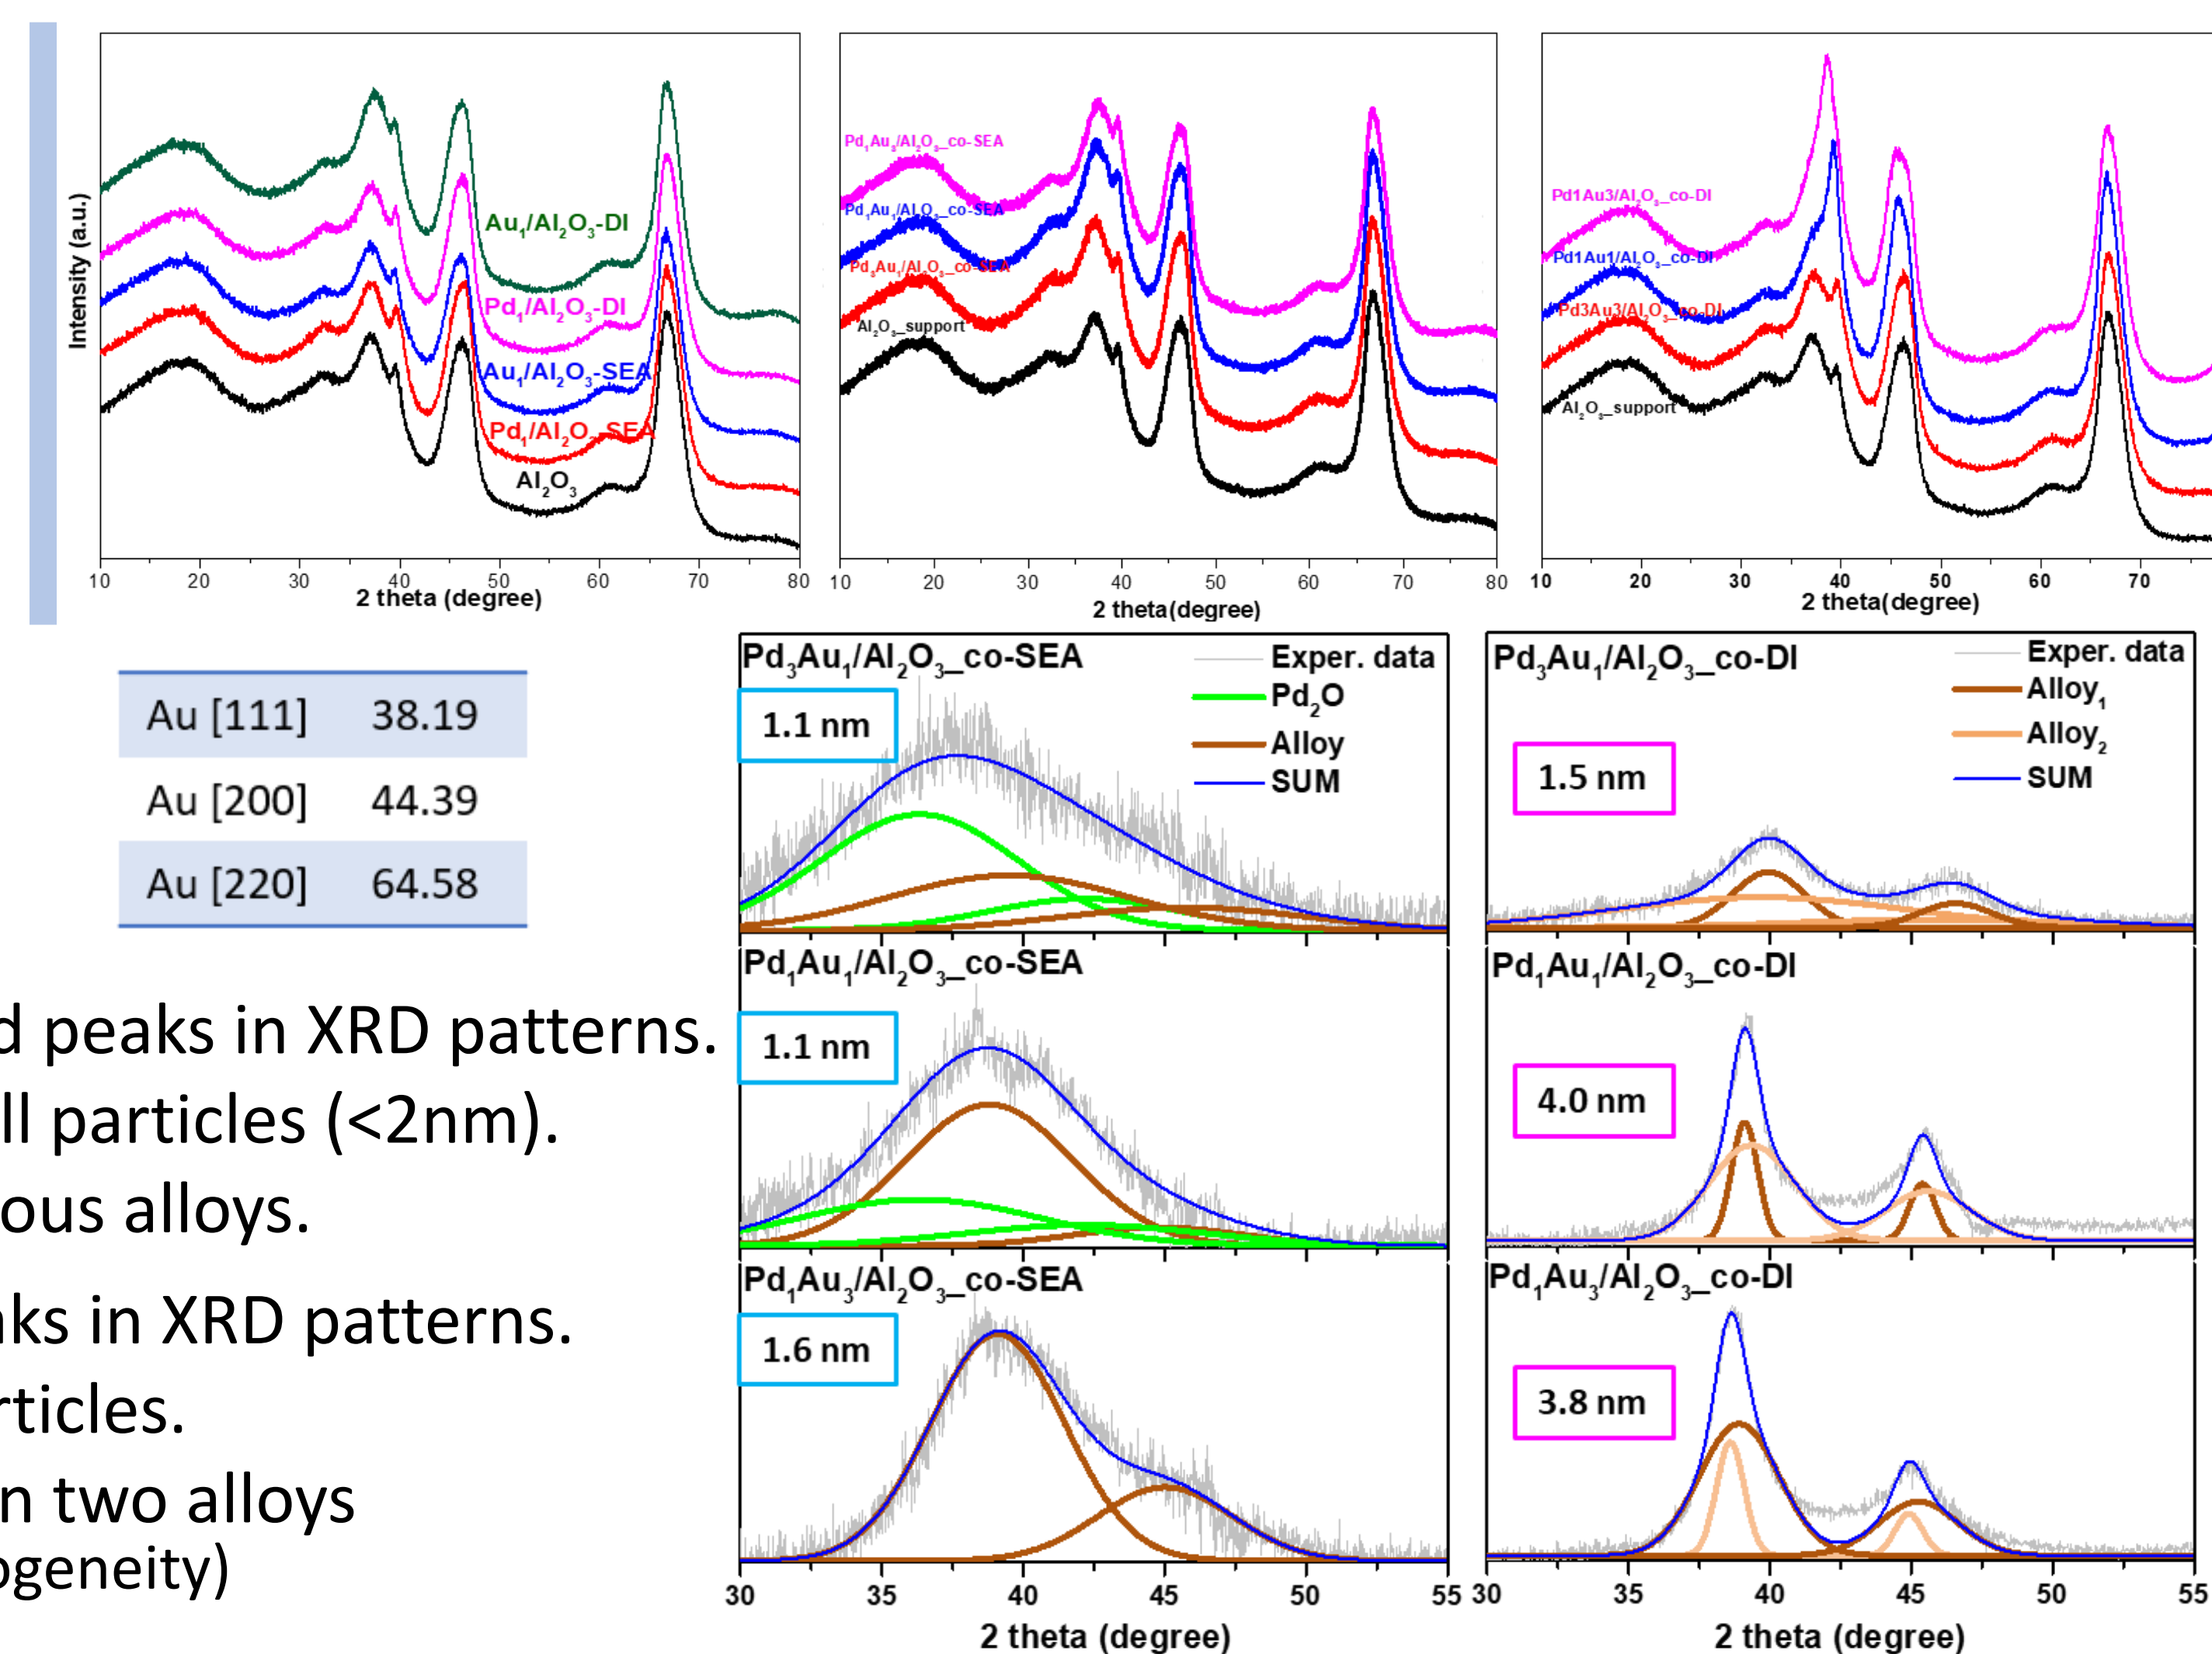 Intensity (a.u.)
Au₁/Al₂O₃-DI
Pd₁/Al₂O₃-DI
Au₁/Al₂O₃-SEA
Pd₁/Al₂O₃-SEA
Al₂O₃
10 20 30 40 50 60 70 80
2 theta (degree)
Pd₁Au₃/Al₂O₃_co-SEA
Pd₁Au₁/Al₂O₃_co-SEA
Pd₃Au₁/Al₂O₃_co-SEA
Al₂O₃_support
10 20 30 40 50 60 70 80
2 theta(degree)
Pd1Au3/Al₂O₃_co-DI
Pd1Au1/Al₂O₃_co-DI
Pd3Au3/Al₂O₃_co-DI
Al₂O₃_support
10 20 30 40 50 60 70
2 theta(degree)
Au [111] 38.19
Au [200] 44.39
Au [220] 64.58
d peaks in XRD patterns.
ll particles (<2nm).
ous alloys.
ks in XRD patterns.
rticles.
n two alloys
ogeneity)
Pd₃Au₁/Al₂O₃_co-SEA
1.1 nm
Exper. data
Pd₂O
Alloy
SUM
Pd₁Au₁/Al₂O₃_co-SEA
1.1 nm
Pd₁Au₃/Al₂O₃_co-SEA
1.6 nm
30 35 40 45 50 55
2 theta (degree)
Pd₃Au₁/Al₂O₃_co-DI
1.5 nm
Exper. data
Alloy₁
Alloy₂
SUM
Pd₁Au₁/Al₂O₃_co-DI
4.0 nm
Pd₁Au₃/Al₂O₃_co-DI
3.8 nm
30 35 40 45 50 55
2 theta (degree)